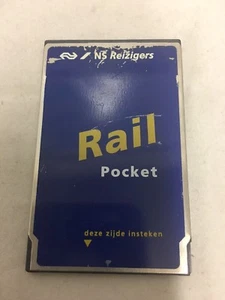 NS Reizigers
Rail
Pocket
deze zijde insteken